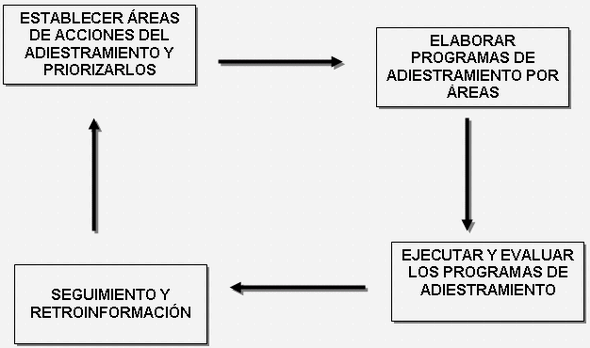 ESTABLECER ÁREAS
DE ACCIONES DEL
ADIESTRAMIENTO Y
PRIORIZARLOS
ELABORAR
PROGRAMAS DE
ADIESTRAMIENTO POR
ÁREAS
EJECUTAR Y EVALUAR
LOS PROGRAMAS DE
ADIESTRAMIENTO
SEGUIMIENTO Y
RETROINFORMACIÓN